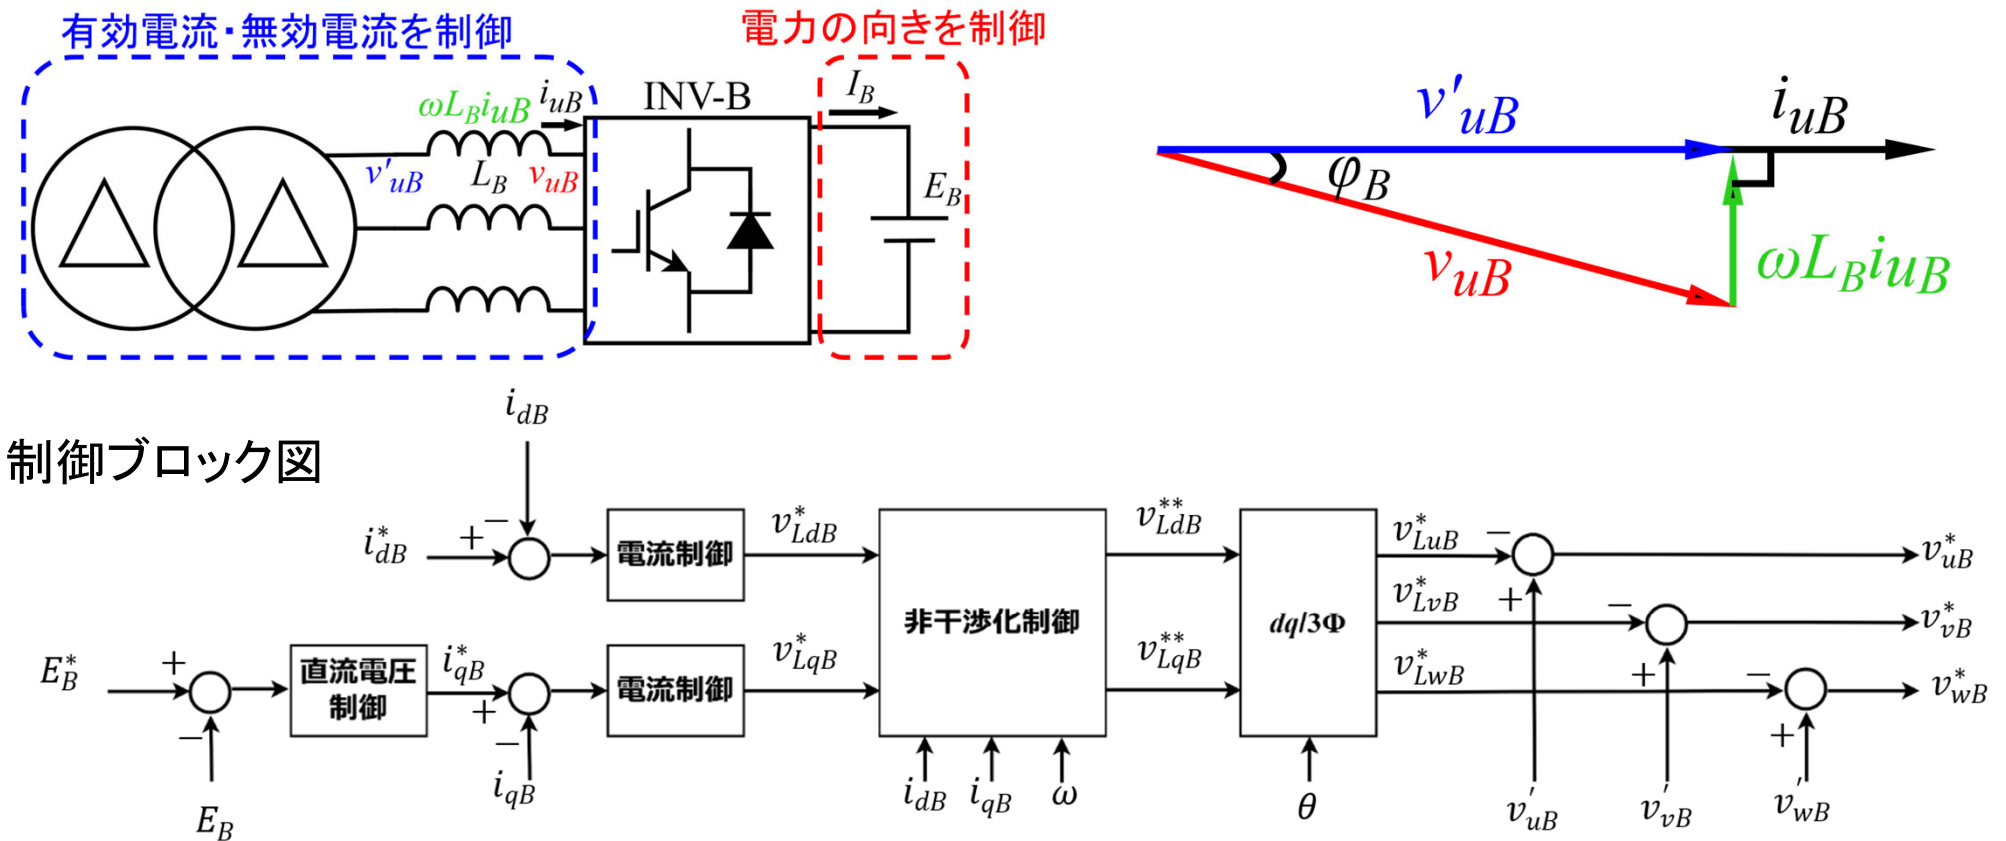 有効電流・無効電流を制御
電力の向きを制御
ωL_B i_uB
i_uB
INV-B
I_B
v'_uB
L_B
v_uB
E_B
v'_uB
i_uB
φ_B
v_uB
ωL_B i_uB
制御ブロック図
i_dB
i*_dB
+
−
電流制御
v*_LdB
非干渉化制御
v**_LdB
dq/3Φ
v*_LuB
−
+
v*_uB
v*_LvB
−
+
v*_vB
E*_B
+
−
E_B
直流電圧
制御
i*_qB
+
−
i_qB
電流制御
v*_LqB
v**_LqB
v*_LwB
−
+
v*_wB
i_dB
i_qB
ω
θ
v'_uB
v'_vB
v'_wB